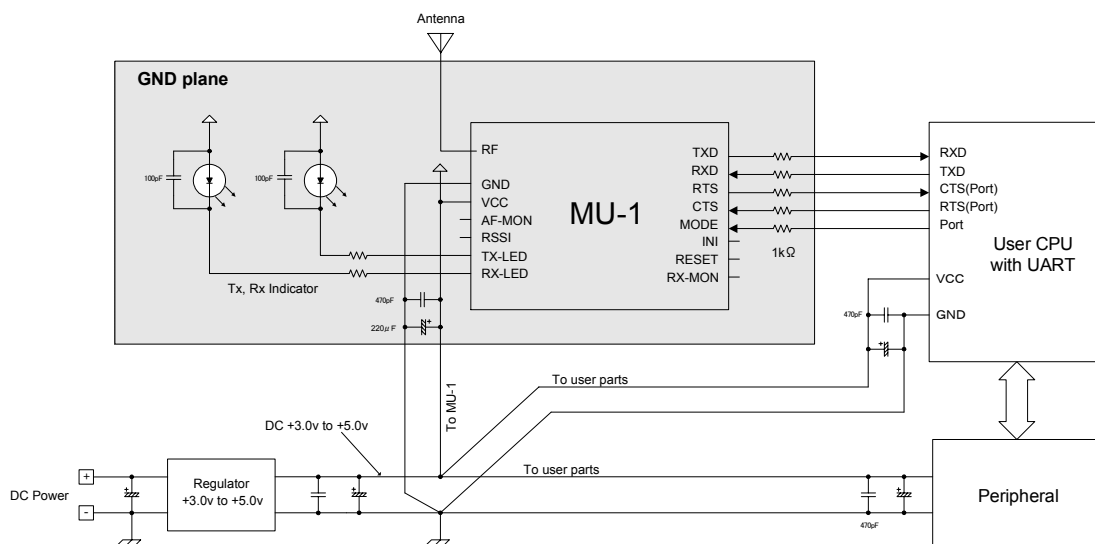 Antenna
GND plane
100pF
100pF
RF
GND
VCC
AF-MON
RSSI
TX-LED
RX-LED
MU-1
TXD
RXD
RTS
CTS
MODE
INI
RESET
RX-MON
1kΩ
RXD
TXD
CTS(Port)
RTS(Port)
Port
VCC
GND
User CPU
with UART
Tx, Rx Indicator
470pF
220μF
+
470pF
+
To user parts
To MU-1
DC +3.0v to +5.0v
To user parts
DC Power
+
-
+
Regulator
+3.0v to +5.0v
+
470pF
+
Peripheral